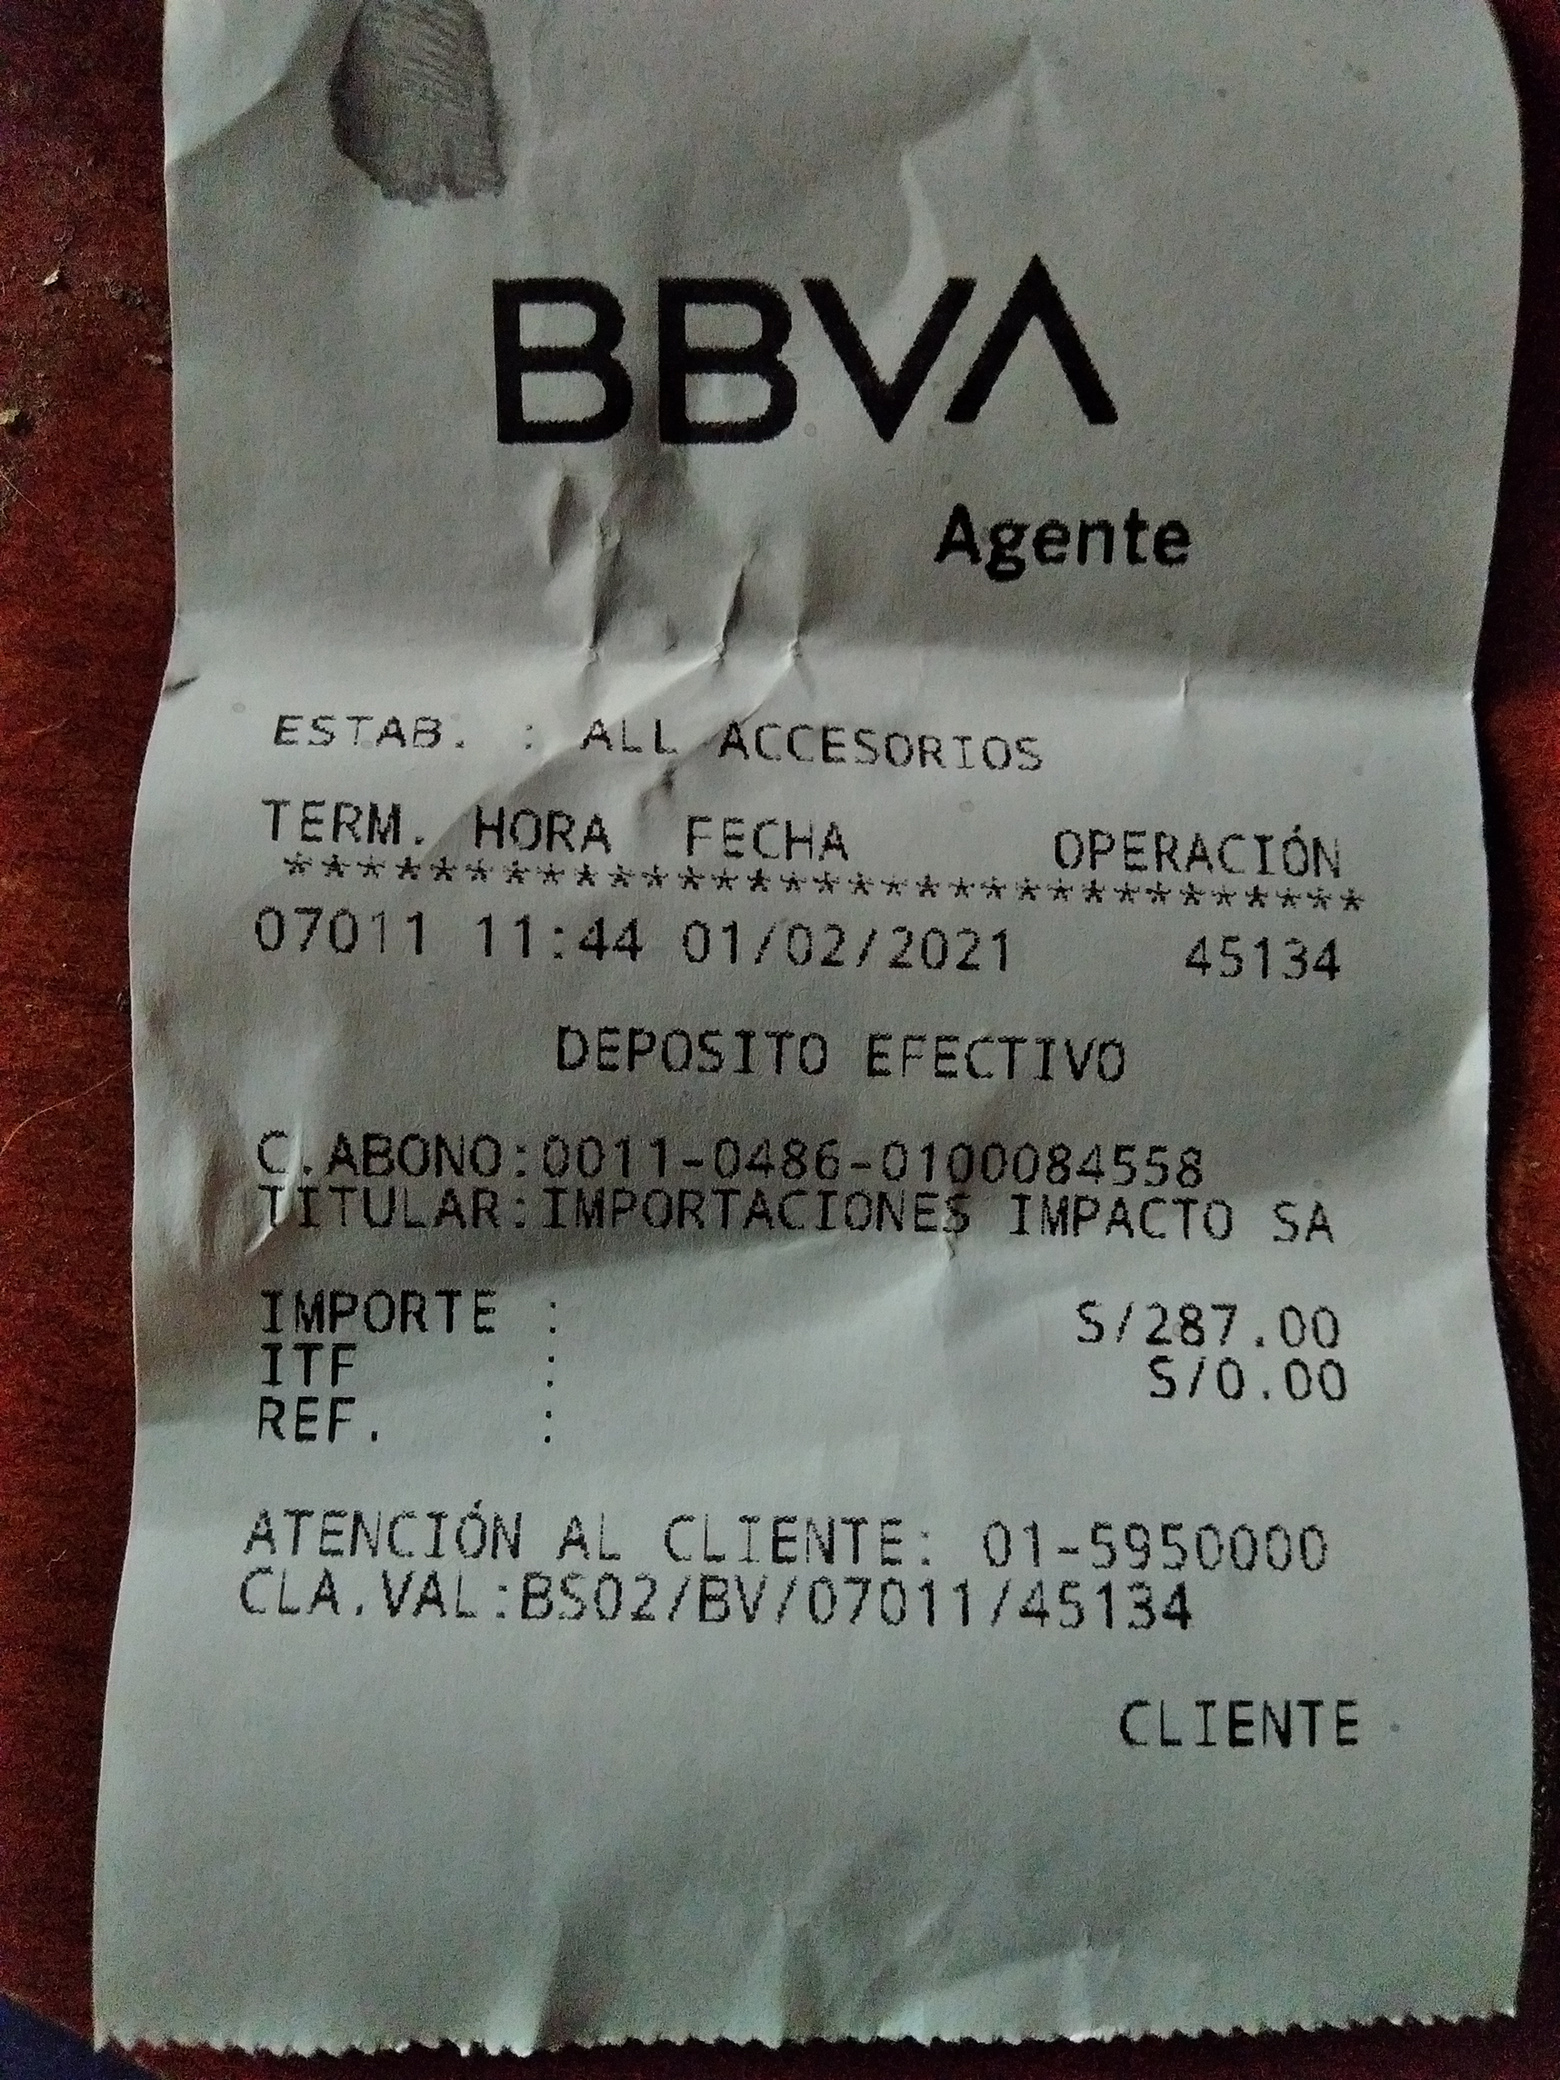 BBVA
Agente
ESTAB. : ALL ACCESORIOS
TERM. HORA FECHA OPERACIÓN
*******************************
07011 11:44 01/02/2021 45134
DEPOSITO EFECTIVO
C.ABONO:0011-0486-0100084558
TITULAR:IMPORTACIONES IMPACTO SA
IMPORTE : S/287.00
ITF : S/0.00
REF. :
ATENCIÓN AL CLIENTE: 01-5950000
CLA.VAL:BS02/BV/07011/45134
CLIENTE